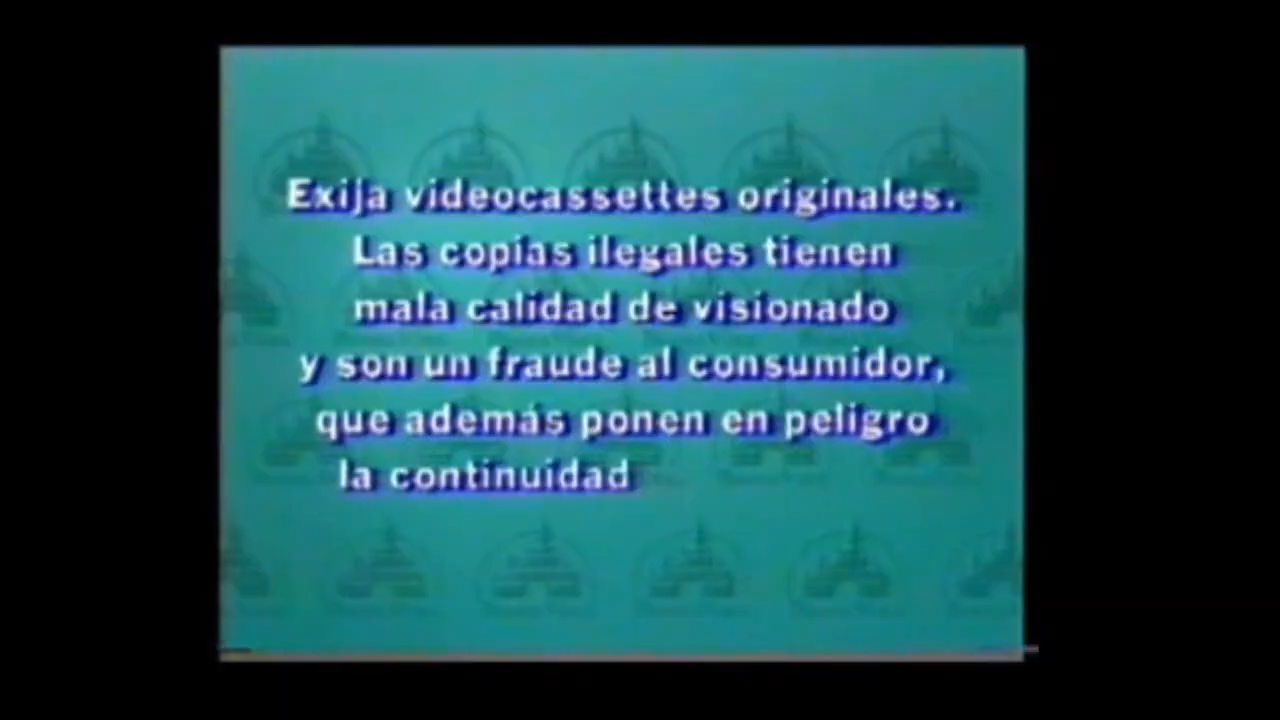 Exija videocassettes originales.
Las copias ilegales tienen
mala calidad de visionado
y son un fraude al consumidor,
que además ponen en peligro
la continuidad